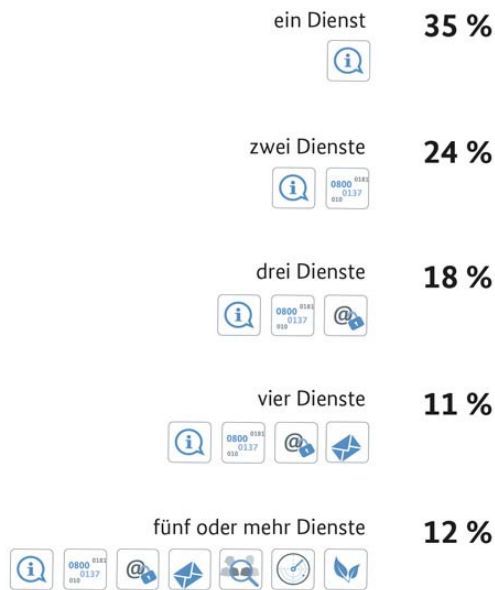 ein Dienst 35 %
i
zwei Dienste 24 %
i 0800 0181
0137
010
drei Dienste 18 %
i 0800 0181 @
0137
010
vier Dienste 11 %
i 0800 0181 @
0137
010
fünf oder mehr Dienste 12 %
i 0800 0181 @
0137
010